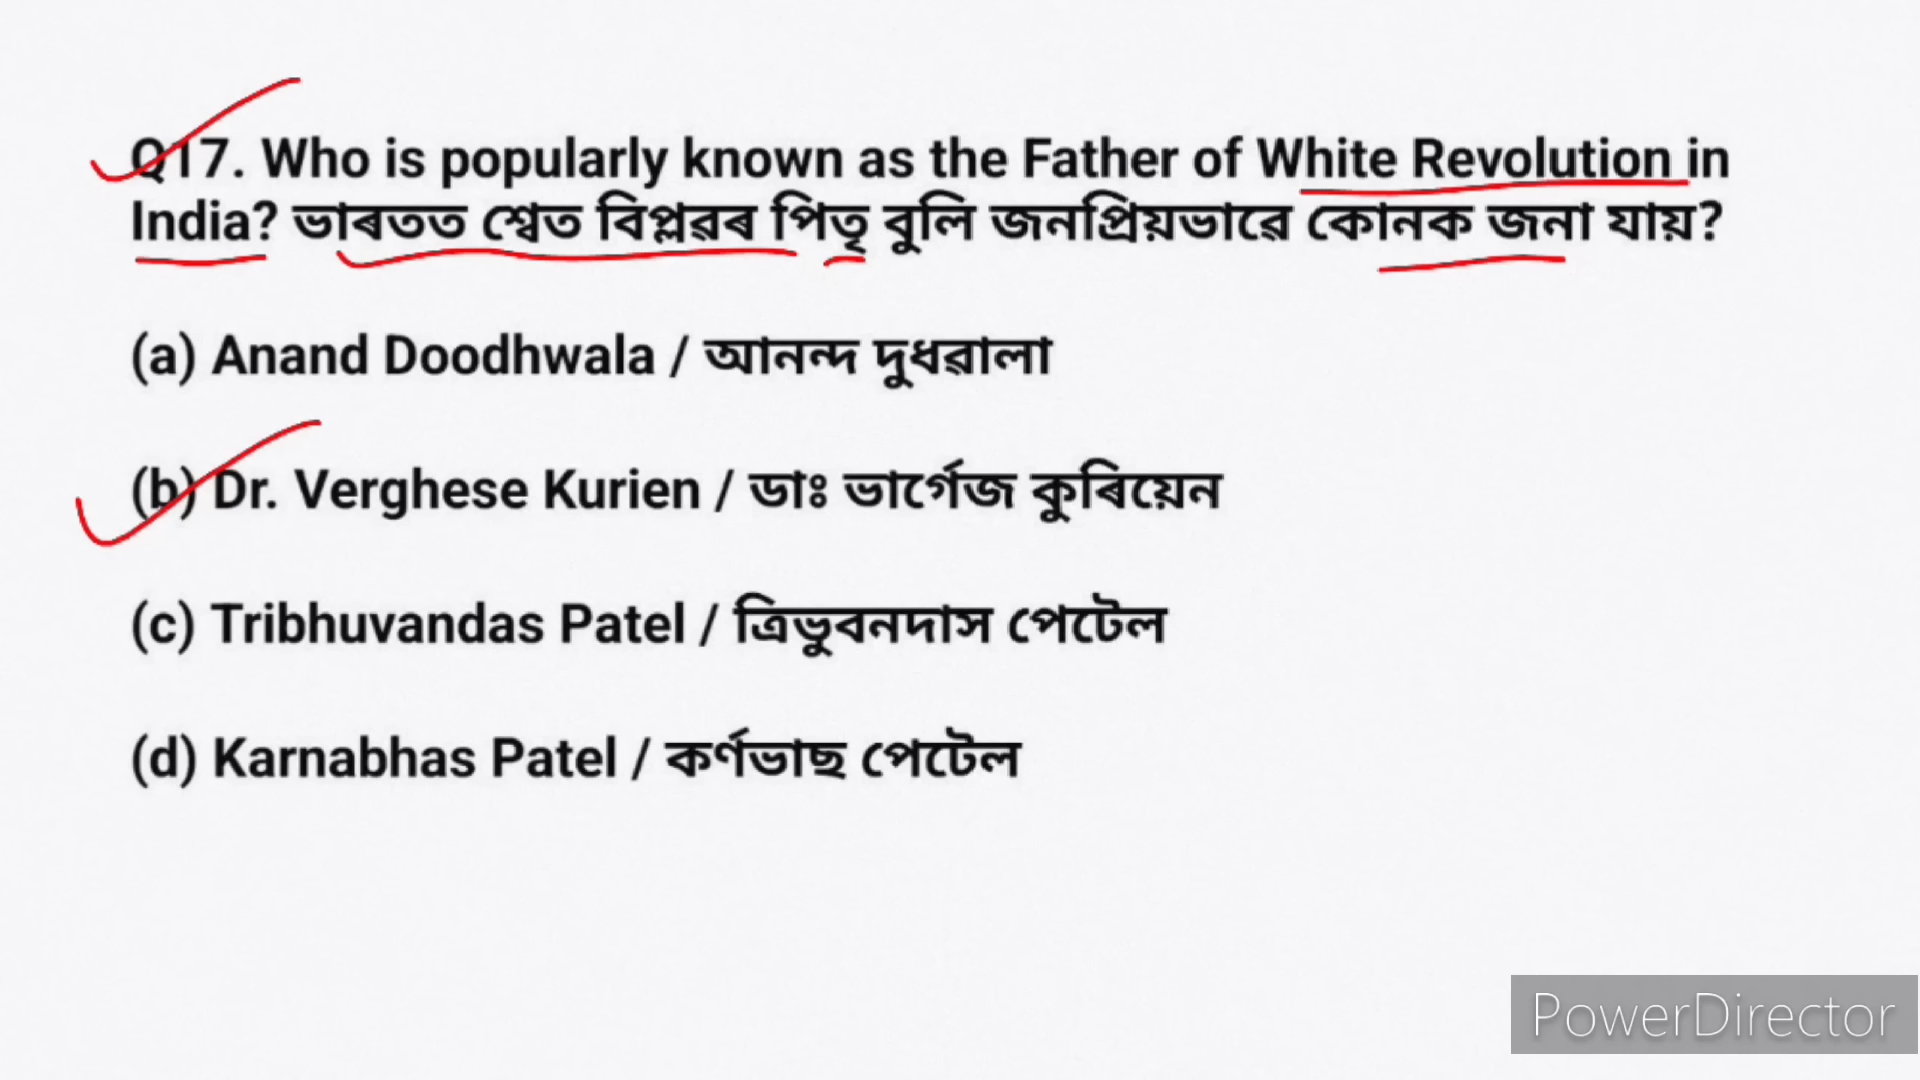 Q17. Who is popularly known as the Father of White Revolution in
India? ভাৰতত শ্বেত বিপ্লৱৰ পিতৃ বুলি জনপ্ৰিয়ভাৱে কোনক জনা যায়?
(a) Anand Doodhwala / আনন্দ দুধৱালা
(b) Dr. Verghese Kurien / ডাঃ ভাৰ্গেজ কুৰিয়েন
(c) Tribhuvandas Patel / ত্ৰিভুবনদাস পেটেল
(d) Karnabhas Patel / কৰ্ণভাছ পেটেল
PowerDirector